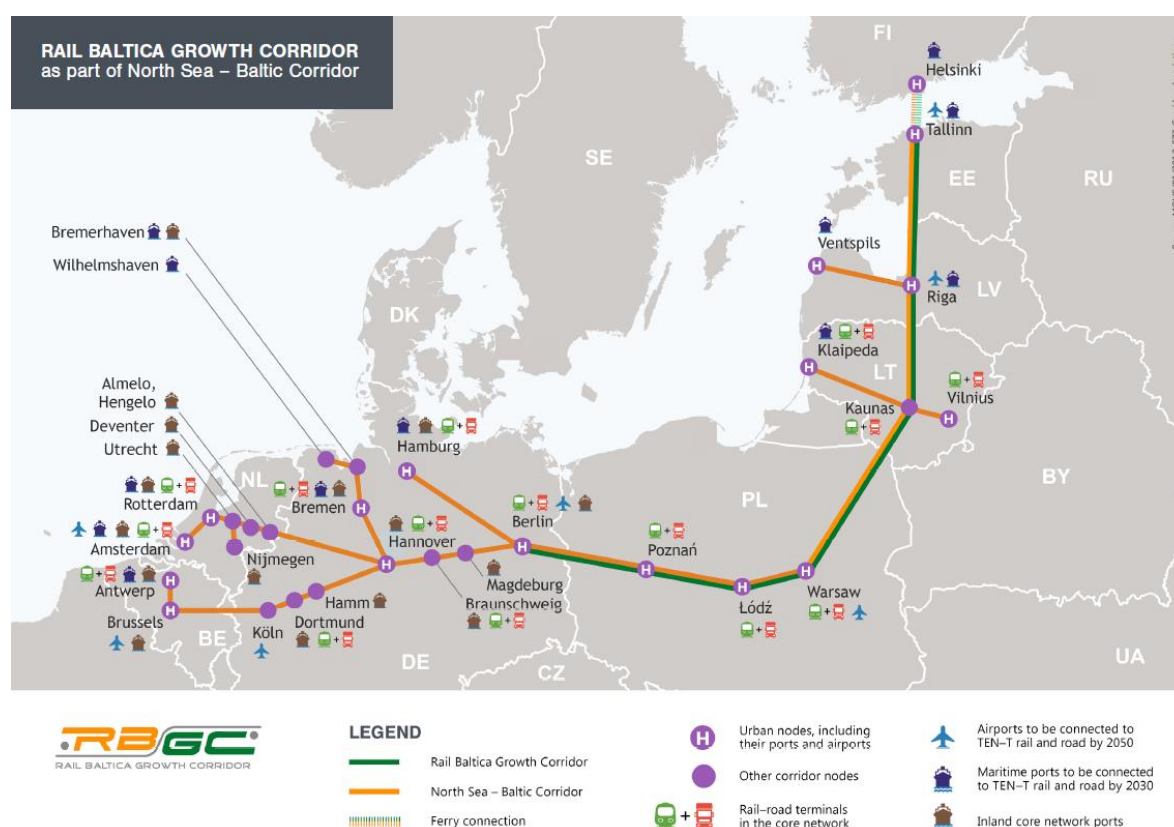 RAIL BALTICA GROWTH CORRIDOR
as part of North Sea – Baltic Corridor
FI
Helsinki
Tallinn
SE
EE
RU
Bremerhaven
Wilhelmshaven
Ventspils
Riga
LV
DK
Klaipeda
LT
Vilnius
Kaunas
Almelo,
Hengelo
Deventer
Utrecht
Hamburg
NL
Rotterdam
Bremen
Berlin
PL
BY
Amsterdam
Hannover
Poznań
Nijmegen
Antwerp
Magdeburg
Braunschweig
Hamm
Warsaw
Łódź
Brussels
Dortmund
Köln
BE
DE
CZ
UA
RBGC
RAIL BALTICA GROWTH CORRIDOR
LEGEND
Rail Baltica Growth Corridor
North Sea – Baltic Corridor
Ferry connection
H
Urban nodes, including
their ports and airports
Other corridor nodes
Rail–road terminals
in the core network
Airports to be connected to
TEN–T rail and road by 2050
Maritime ports to be connected
to TEN–T rail and road by 2030
Inland core network ports